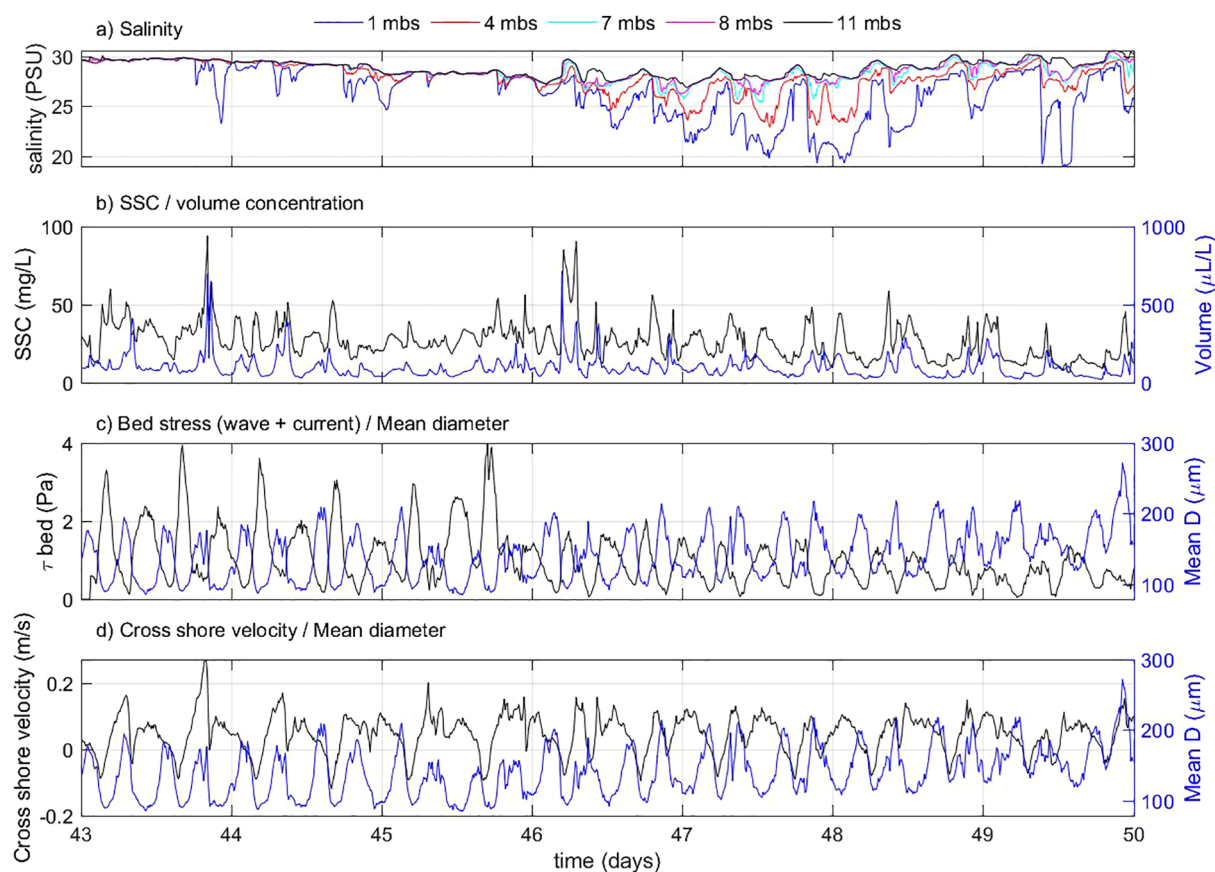 1 mbs 4 mbs 7 mbs 8 mbs 11 mbs
a) Salinity
salinity (PSU)
30
25
20
b) SSC / volume concentration
SSC (mg/L)
100
50
0
1000
500
0
Volume (μL/L)
c) Bed stress (wave + current) / Mean diameter
τ bed (Pa)
4
2
0
300
200
100
Mean D (μm)
d) Cross shore velocity / Mean diameter
Cross shore velocity (m/s)
0.2
0
-0.2
300
200
100
Mean D (μm)
43 44 45 46 47 48 49 50
time (days)